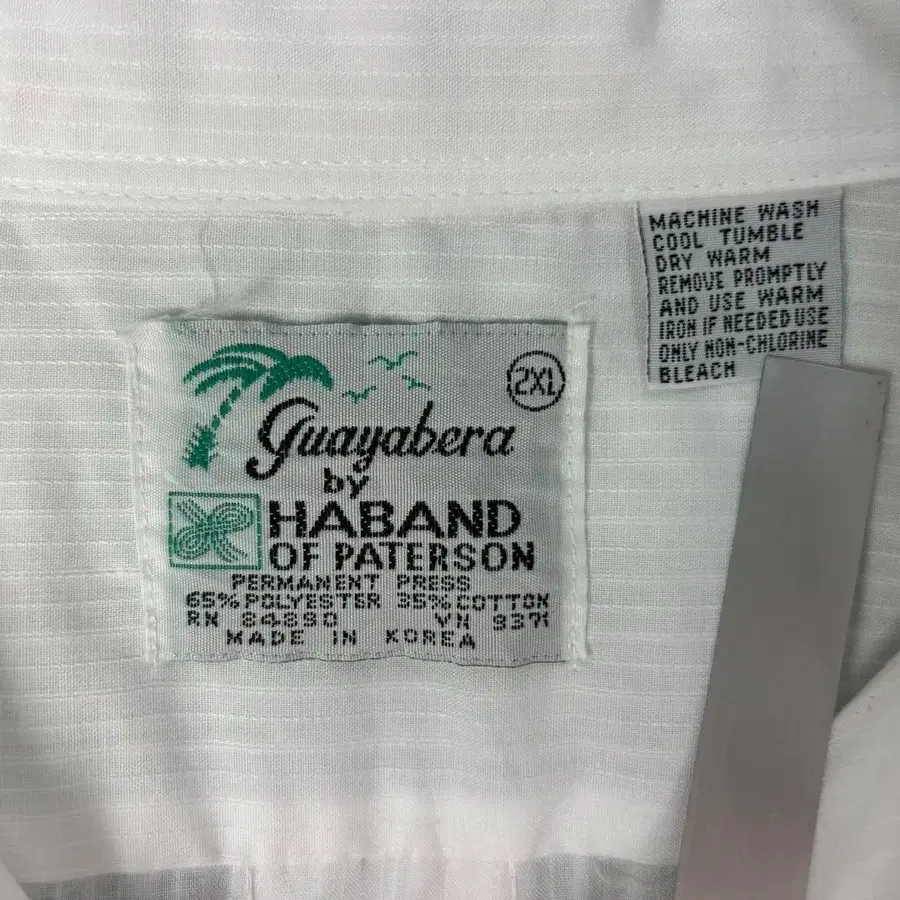 Guayabera
2XL
by
HABAND
OF PATERSON
PERMANENT PRESS
65% POLYESTER 35% COTTON
RN 84890 VN 9371
MADE IN KOREA
MACHINE WASH
COOL TUMBLE
DRY WARM
REMOVE PROMPTLY
AND USE WARM
IRON IF NEEDED USE
ONLY NON-CHLORINE
BLEACH